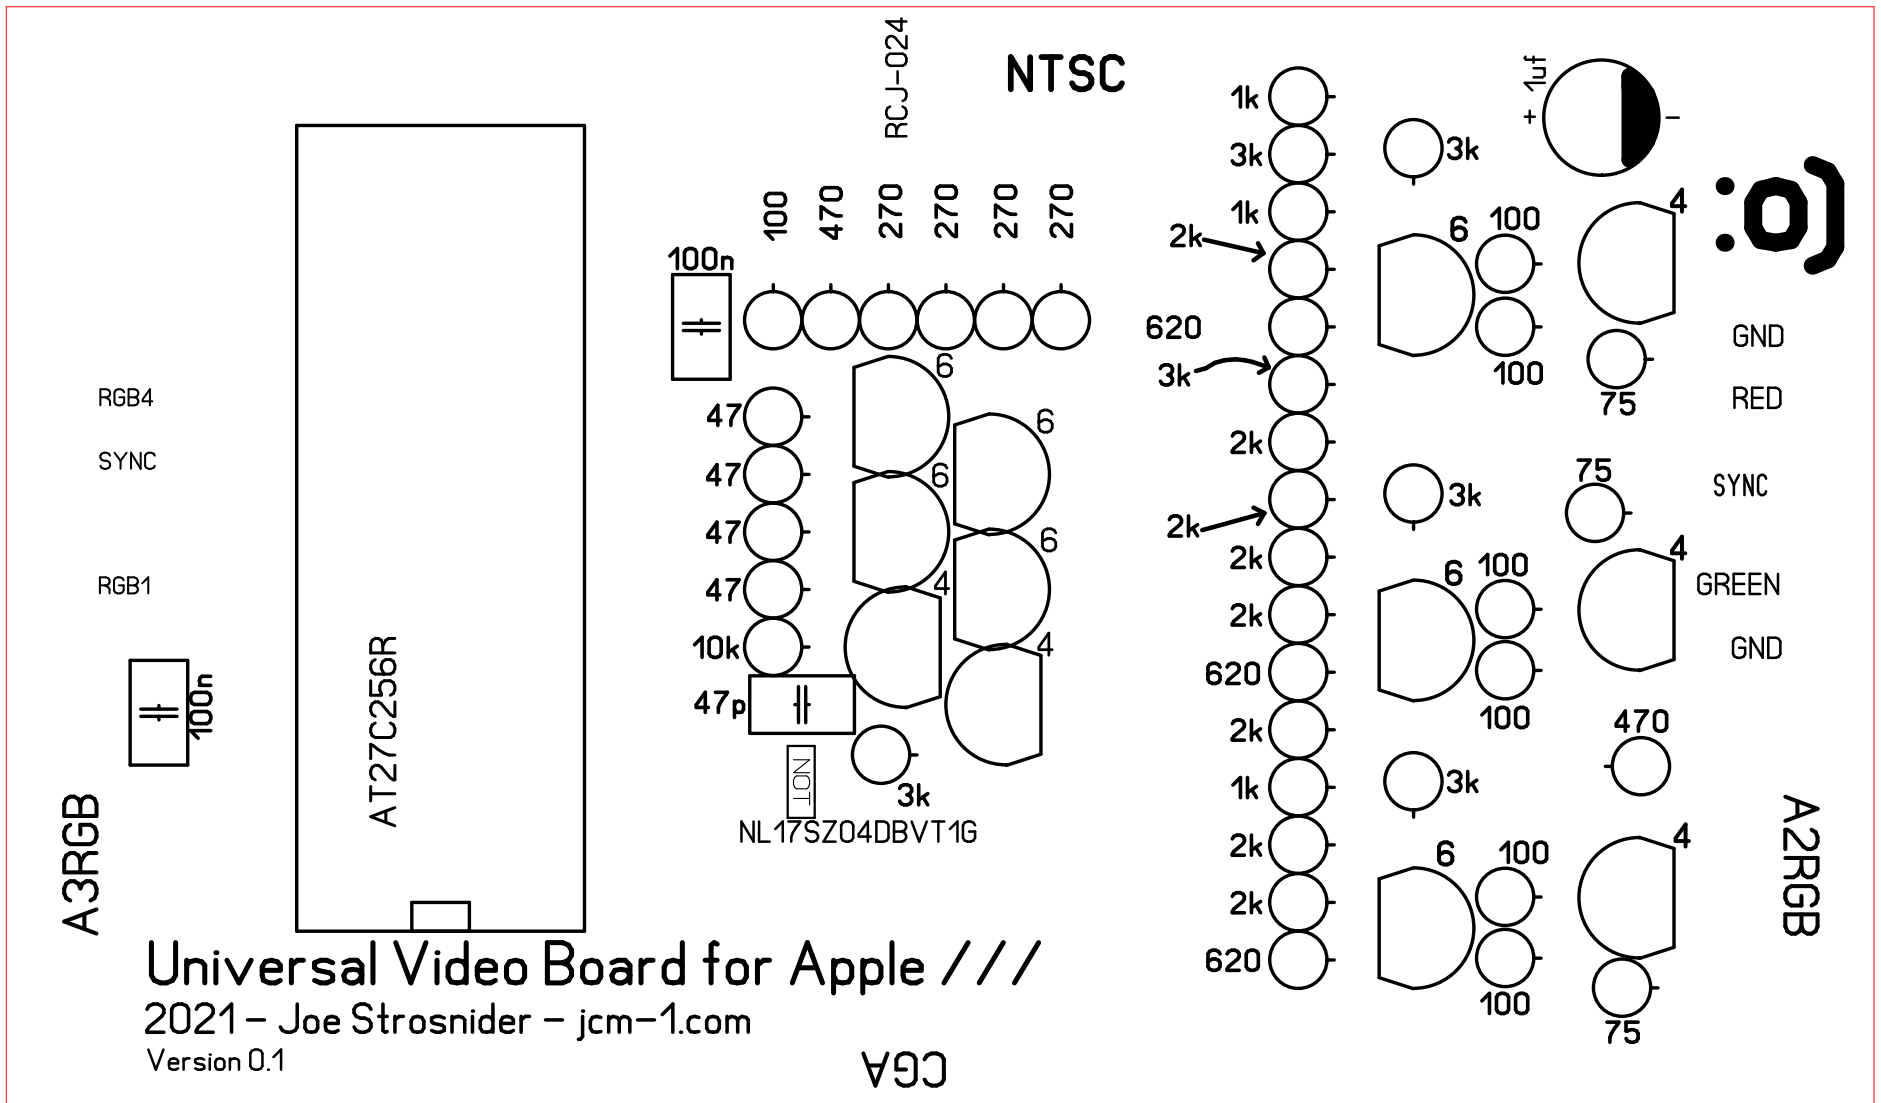 RCJ-024
NTSC
+ 1uf -
1k
3k
1k
2k
620
3k
2k
2k
2k
2k
620
2k
1k
2k
2k
620
100
470
270
270
270
270
100n
47
47
47
47
10k
47p
6
6
6
6
4
4
3k
NOT
NL17SZ04DBVT1G
3k
6
100
100
4
75
3k
6
100
100
75
4
3k
470
6
100
100
4
75
GND
RED
SYNC
GREEN
GND
A2RGB
RGB4
SYNC
RGB1
100n
A3RGB
AT27C256R
Universal Video Board for Apple ///
2021 - Joe Strosnider - jcm-1.com
Version 0.1
CGA